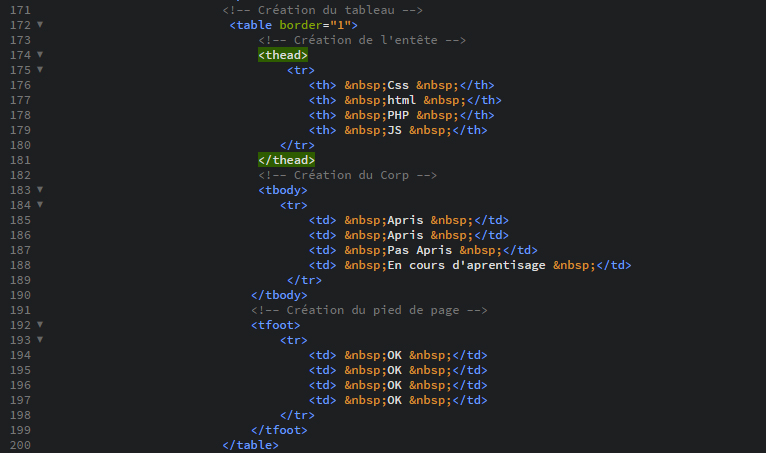 171 <!-- Création du tableau -->
172 <table border="1">
173 <!-- Création de l'entête -->
174 <thead>
175 <tr>
176 <th> &nbsp;Css &nbsp;</th>
177 <th> &nbsp;html &nbsp;</th>
178 <th> &nbsp;PHP &nbsp;</th>
179 <th> &nbsp;JS &nbsp;</th>
180 </tr>
181 </thead>
182 <!-- Création du Corp -->
183 <tbody>
184 <tr>
185 <td> &nbsp;Apris &nbsp;</td>
186 <td> &nbsp;Apris &nbsp;</td>
187 <td> &nbsp;Pas Apris &nbsp;</td>
188 <td> &nbsp;En cours d'aprentisage &nbsp;</td>
189 </tr>
190 </tbody>
191 <!-- Création du pied de page -->
192 <tfoot>
193 <tr>
194 <td> &nbsp;OK &nbsp;</td>
195 <td> &nbsp;OK &nbsp;</td>
196 <td> &nbsp;OK &nbsp;</td>
197 <td> &nbsp;OK &nbsp;</td>
198 </tr>
199 </tfoot>
200 </table>